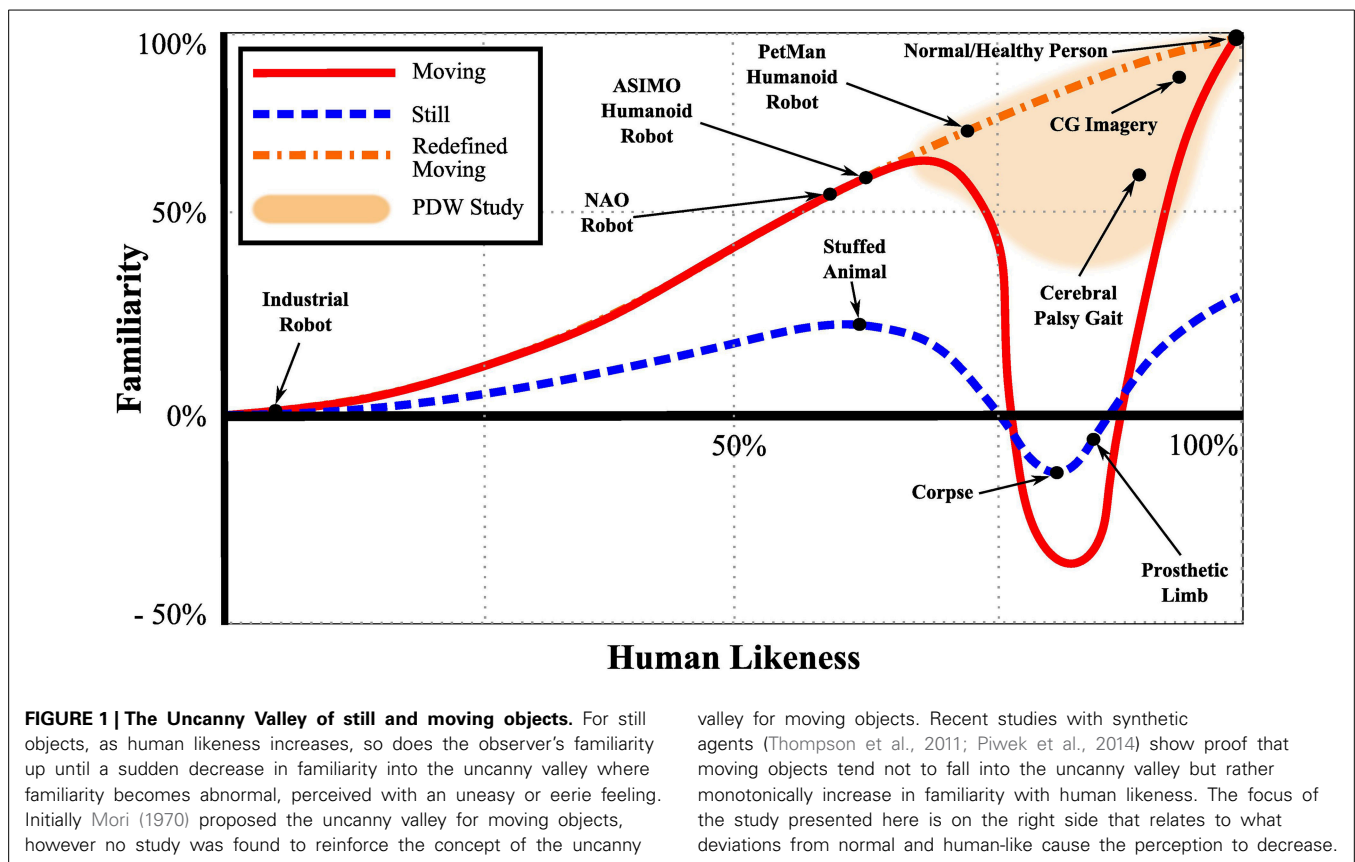 100%
50%
0%
- 50%
Familiarity
Moving
Still
Redefined
Moving
PDW Study
Industrial
Robot
NAO
Robot
ASIMO
Humanoid
Robot
PetMan
Humanoid
Robot
Normal/Healthy Person
CG Imagery
Stuffed
Animal
Cerebral
Palsy Gait
Corpse
Prosthetic
Limb
50%
100%
Human Likeness
FIGURE 1 | The Uncanny Valley of still and moving objects. For still
objects, as human likeness increases, so does the observer's familiarity
up until a sudden decrease in familiarity into the uncanny valley where
familiarity becomes abnormal, perceived with an uneasy or eerie feeling.
Initially Mori (1970) proposed the uncanny valley for moving objects,
however no study was found to reinforce the concept of the uncanny
valley for moving objects. Recent studies with synthetic
agents (Thompson et al., 2011; Piwek et al., 2014) show proof that
moving objects tend not to fall into the uncanny valley but rather
monotonically increase in familiarity with human likeness. The focus of
the study presented here is on the right side that relates to what
deviations from normal and human-like cause the perception to decrease.